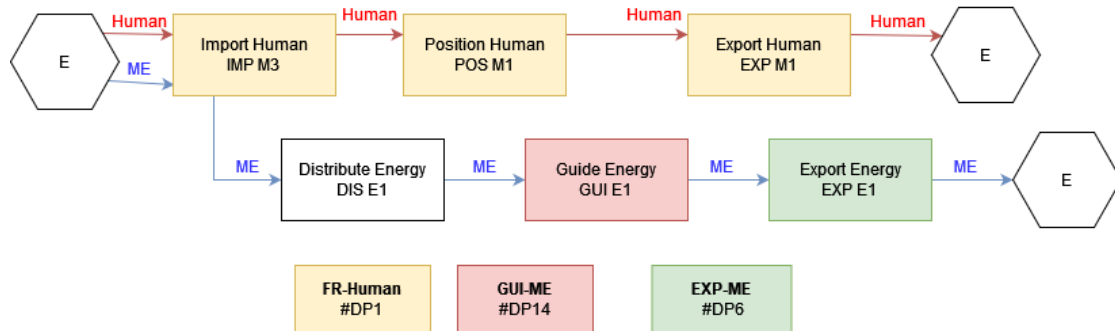 Human
Human
Human
E
Import Human
IMP M3
Position Human
POS M1
Export Human
EXP M1
E
ME
ME
Distribute Energy
DIS E1
ME
Guide Energy
GUI E1
ME
Export Energy
EXP E1
ME
E
FR-Human
#DP1
GUI-ME
#DP14
EXP-ME
#DP6